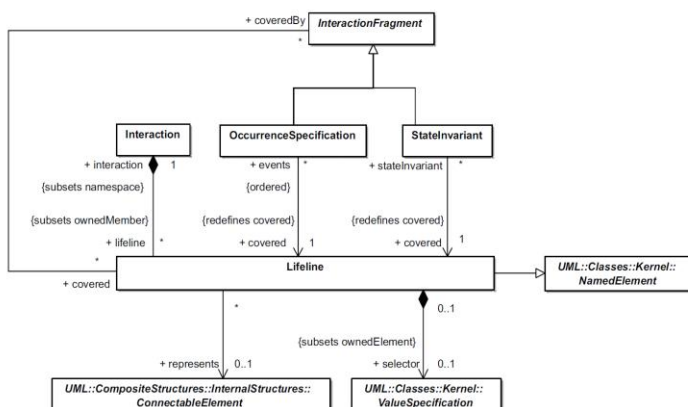 + coveredBy
InteractionFragment
*
Interaction
OccurrenceSpecification
StateInvariant
+ interaction
1
+ events
*
+ stateInvariant
*
{subsets namespace}
{ordered}
{subsets ownedMember}
{redefines covered}
{redefines covered}
+ lifeline
*
+ covered
1
+ covered
1
*
+ covered
Lifeline
UML::Classes::Kernel::
NamedElement
*
0..1
{subsets ownedElement}
+ represents
0..1
+ selector
0..1
UML::CompositeStructures::InternalStructures::
ConnectableElement
UML::Classes::Kernel::
ValueSpecification